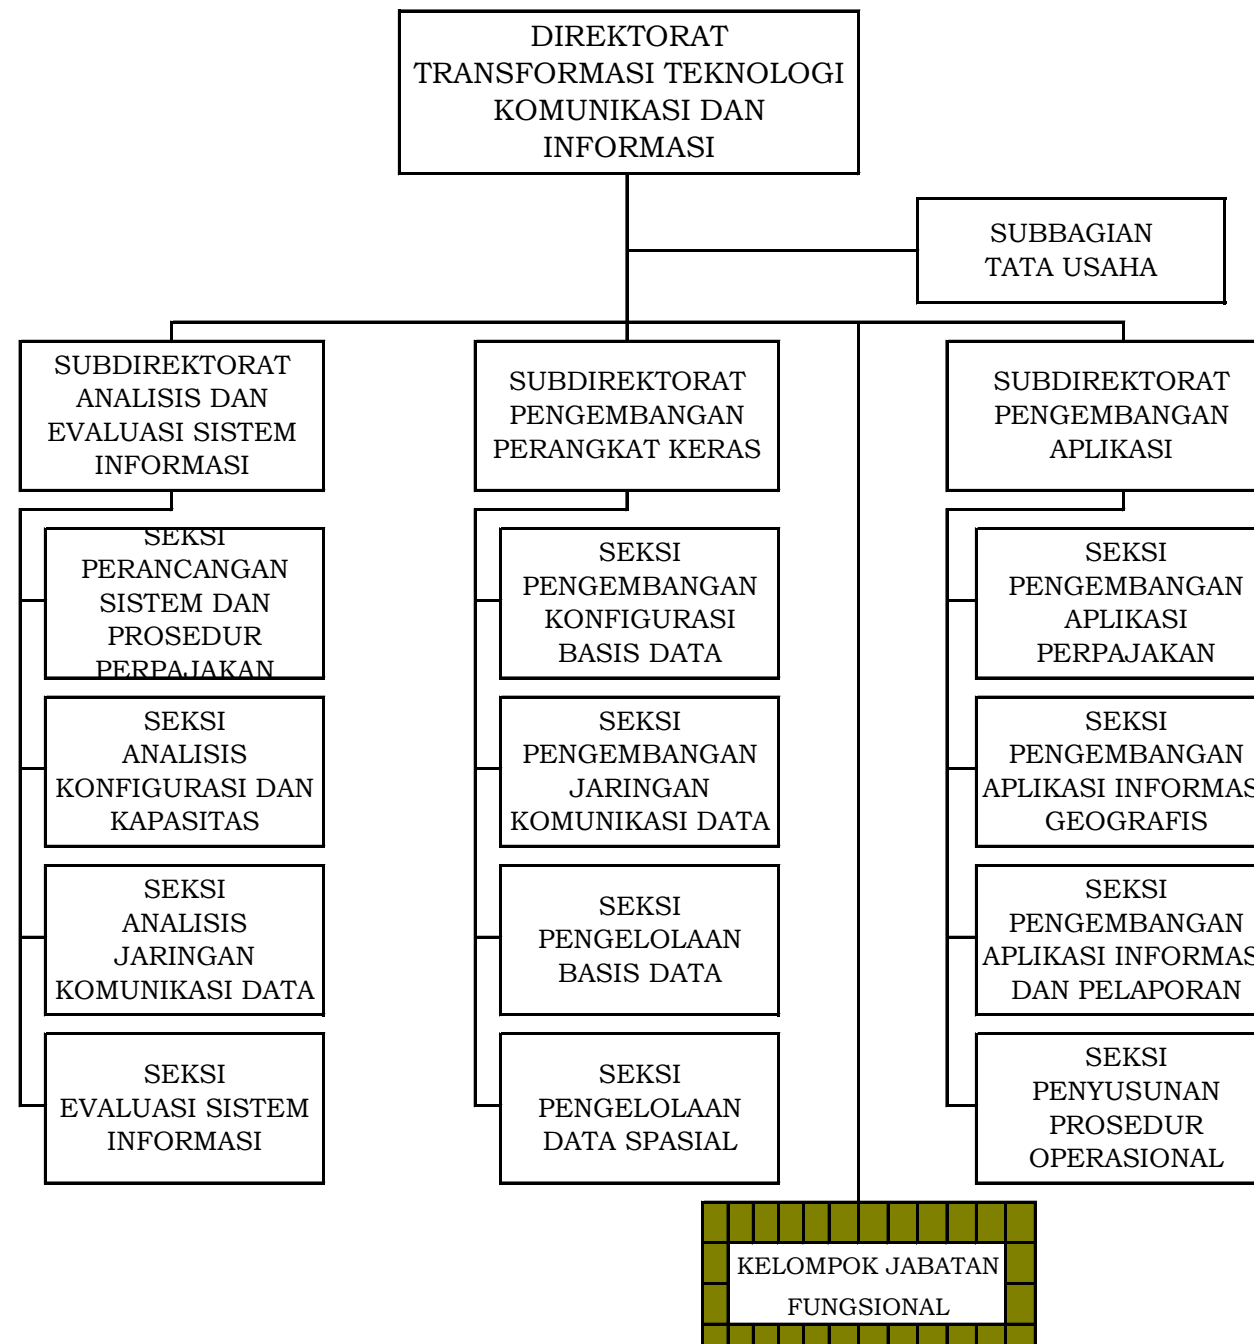 DIREKTORAT
TRANSFORMASI TEKNOLOGI
KOMUNIKASI DAN
INFORMASI
SUBBAGIAN
TATA USAHA
SUBDIREKTORAT
ANALISIS DAN
EVALUASI SISTEM
INFORMASI
SEKSI
PERANCANGAN
SISTEM DAN
PROSEDUR
PERPAJAKAN
SEKSI
ANALISIS
KONFIGURASI DAN
KAPASITAS
SEKSI
ANALISIS
JARINGAN
KOMUNIKASI DATA
SEKSI
EVALUASI SISTEM
INFORMASI
SUBDIREKTORAT
PENGEMBANGAN
PERANGKAT KERAS
SEKSI
PENGEMBANGAN
KONFIGURASI
BASIS DATA
SEKSI
PENGEMBANGAN
JARINGAN
KOMUNIKASI DATA
SEKSI
PENGELOLAAN
BASIS DATA
SEKSI
PENGELOLAAN
DATA SPASIAL
SUBDIREKTORAT
PENGEMBANGAN
APLIKASI
SEKSI
PENGEMBANGAN
APLIKASI
PERPAJAKAN
SEKSI
PENGEMBANGAN
APLIKASI INFORMAS
GEOGRAFIS
SEKSI
PENGEMBANGAN
APLIKASI INFORMAS
DAN PELAPORAN
SEKSI
PENYUSUNAN
PROSEDUR
OPERASIONAL
KELOMPOK JABATAN
FUNGSIONAL